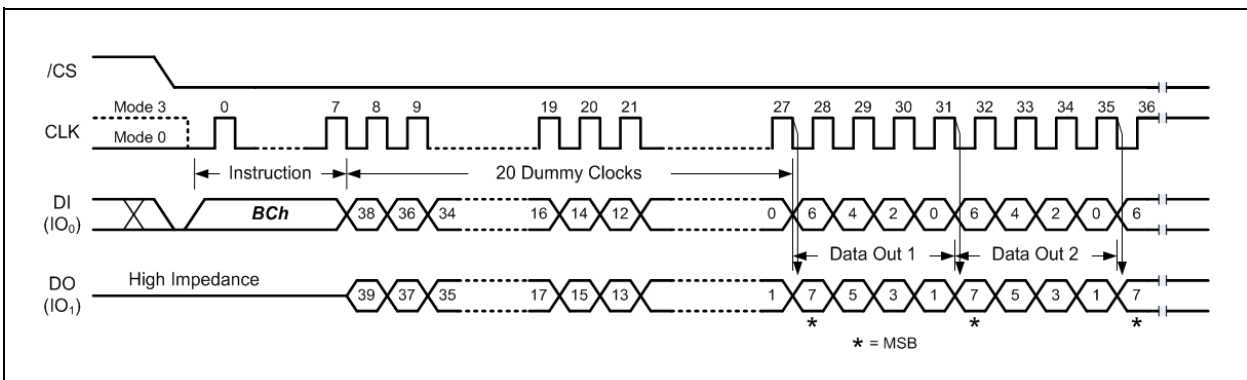 /CS
Mode 3 0 7 8 9 19 20 21 27 28 29 30 31 32 33 34 35 36
CLK Mode 0
Instruction 20 Dummy Clocks
DI
(IO₀) BCh 38 36 34 16 14 12 0 6 4 2 0 6 4 2 0 6
Data Out 1 Data Out 2
DO High Impedance
(IO₁) 39 37 35 17 15 13 1 7 5 3 1 7 5 3 1 7
* * *
* = MSB